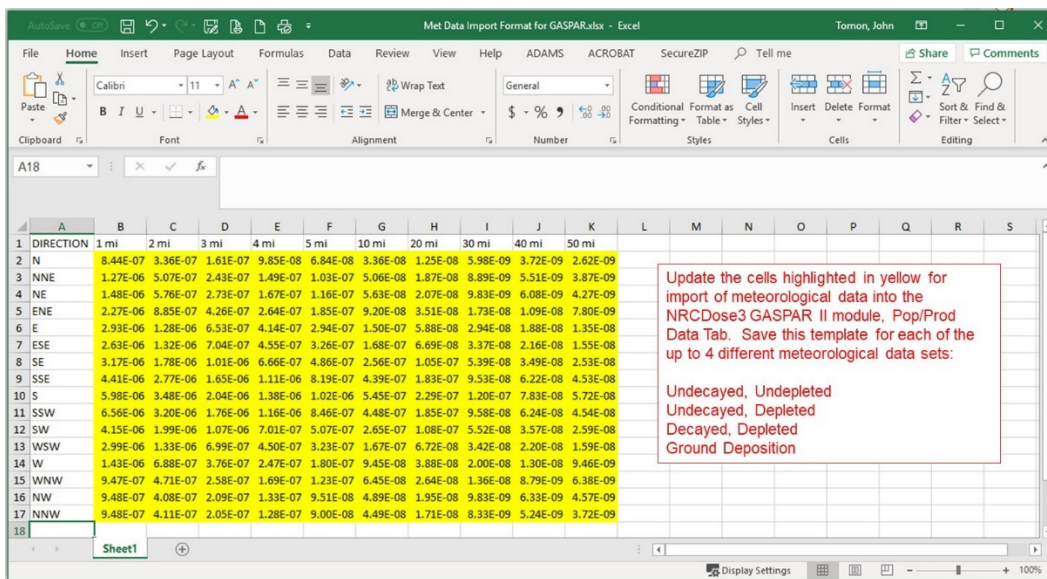 AutoSave Off Met Data Import Format for GASPAR.xlsx - Excel Tomon, John
File Home Insert Page Layout Formulas Data Review View Help ADAMS ACROBAT SecureZIP Tell me Share Comments
Paste Calibri 11 A^ A˅ Wrap Text General Conditional Formatting Format as Table Cell Styles Insert Delete Format Sort & Filter Find & Select
B I U A Merge & Center $ % 9
Clipboard Font Alignment Number Styles Cells Editing
A18 fx
A B C D E F G H I J K L M N O P Q R S
1 DIRECTION 1 mi 2 mi 3 mi 4 mi 5 mi 10 mi 20 mi 30 mi 40 mi 50 mi
2 N 8.44E-07 3.36E-07 1.61E-07 9.85E-08 6.84E-08 3.36E-08 1.25E-08 5.98E-09 3.72E-09 2.62E-09
3 NNE 1.27E-06 5.07E-07 2.43E-07 1.49E-07 1.03E-07 5.06E-08 1.87E-08 8.89E-09 5.51E-09 3.87E-09
4 NE 1.48E-06 5.76E-07 2.73E-07 1.67E-07 1.16E-07 5.63E-08 2.07E-08 9.83E-09 6.08E-09 4.27E-09
5 ENE 2.27E-06 8.85E-07 4.26E-07 2.64E-07 1.85E-07 9.20E-08 3.51E-08 1.73E-08 1.09E-08 7.80E-09
6 E 2.93E-06 1.28E-06 6.53E-07 4.14E-07 2.94E-07 1.50E-07 5.88E-08 2.94E-08 1.88E-08 1.35E-08
7 ESE 2.63E-06 1.32E-06 7.04E-07 4.55E-07 3.26E-07 1.68E-07 6.69E-08 3.37E-08 2.16E-08 1.55E-08
8 SE 3.17E-06 1.78E-06 1.01E-06 6.66E-07 4.86E-07 2.56E-07 1.05E-07 5.39E-08 3.49E-08 2.53E-08
9 SSE 4.41E-06 2.77E-06 1.65E-06 1.11E-06 8.19E-07 4.39E-07 1.83E-07 9.53E-08 6.22E-08 4.53E-08
10 S 5.98E-06 3.48E-06 2.04E-06 1.38E-06 1.02E-06 5.45E-07 2.29E-07 1.20E-07 7.83E-08 5.72E-08
11 SSW 6.56E-06 3.20E-06 1.76E-06 1.16E-06 8.46E-07 4.48E-07 1.85E-07 9.58E-08 6.24E-08 4.54E-08
12 SW 4.15E-06 1.99E-06 1.07E-06 7.01E-07 5.07E-07 2.65E-07 1.08E-07 5.52E-08 3.57E-08 2.59E-08
13 WSW 2.99E-06 1.33E-06 6.99E-07 4.50E-07 3.23E-07 1.67E-07 6.72E-08 3.42E-08 2.20E-08 1.59E-08
14 W 1.43E-06 6.88E-07 3.76E-07 2.47E-07 1.80E-07 9.45E-08 3.88E-08 2.00E-08 1.30E-08 9.46E-09
15 WNW 9.47E-07 4.71E-07 2.58E-07 1.69E-07 1.23E-07 6.45E-08 2.64E-08 1.36E-08 8.79E-09 6.38E-09
16 NW 9.48E-07 4.08E-07 2.09E-07 1.33E-07 9.51E-08 4.89E-08 1.95E-08 9.83E-09 6.33E-09 4.57E-09
17 NNW 9.48E-07 4.11E-07 2.05E-07 1.28E-07 9.00E-08 4.49E-08 1.71E-08 8.33E-09 5.24E-09 3.72E-09
18
Update the cells highlighted in yellow for
import of meteorological data into the
NRCDose3 GASPAR II module, Pop/Prod
Data Tab. Save this template for each of the
up to 4 different meteorological data sets:
Undecayed, Undepleted
Undecayed, Depleted
Decayed, Depleted
Ground Deposition
Sheet1
Display Settings 100%